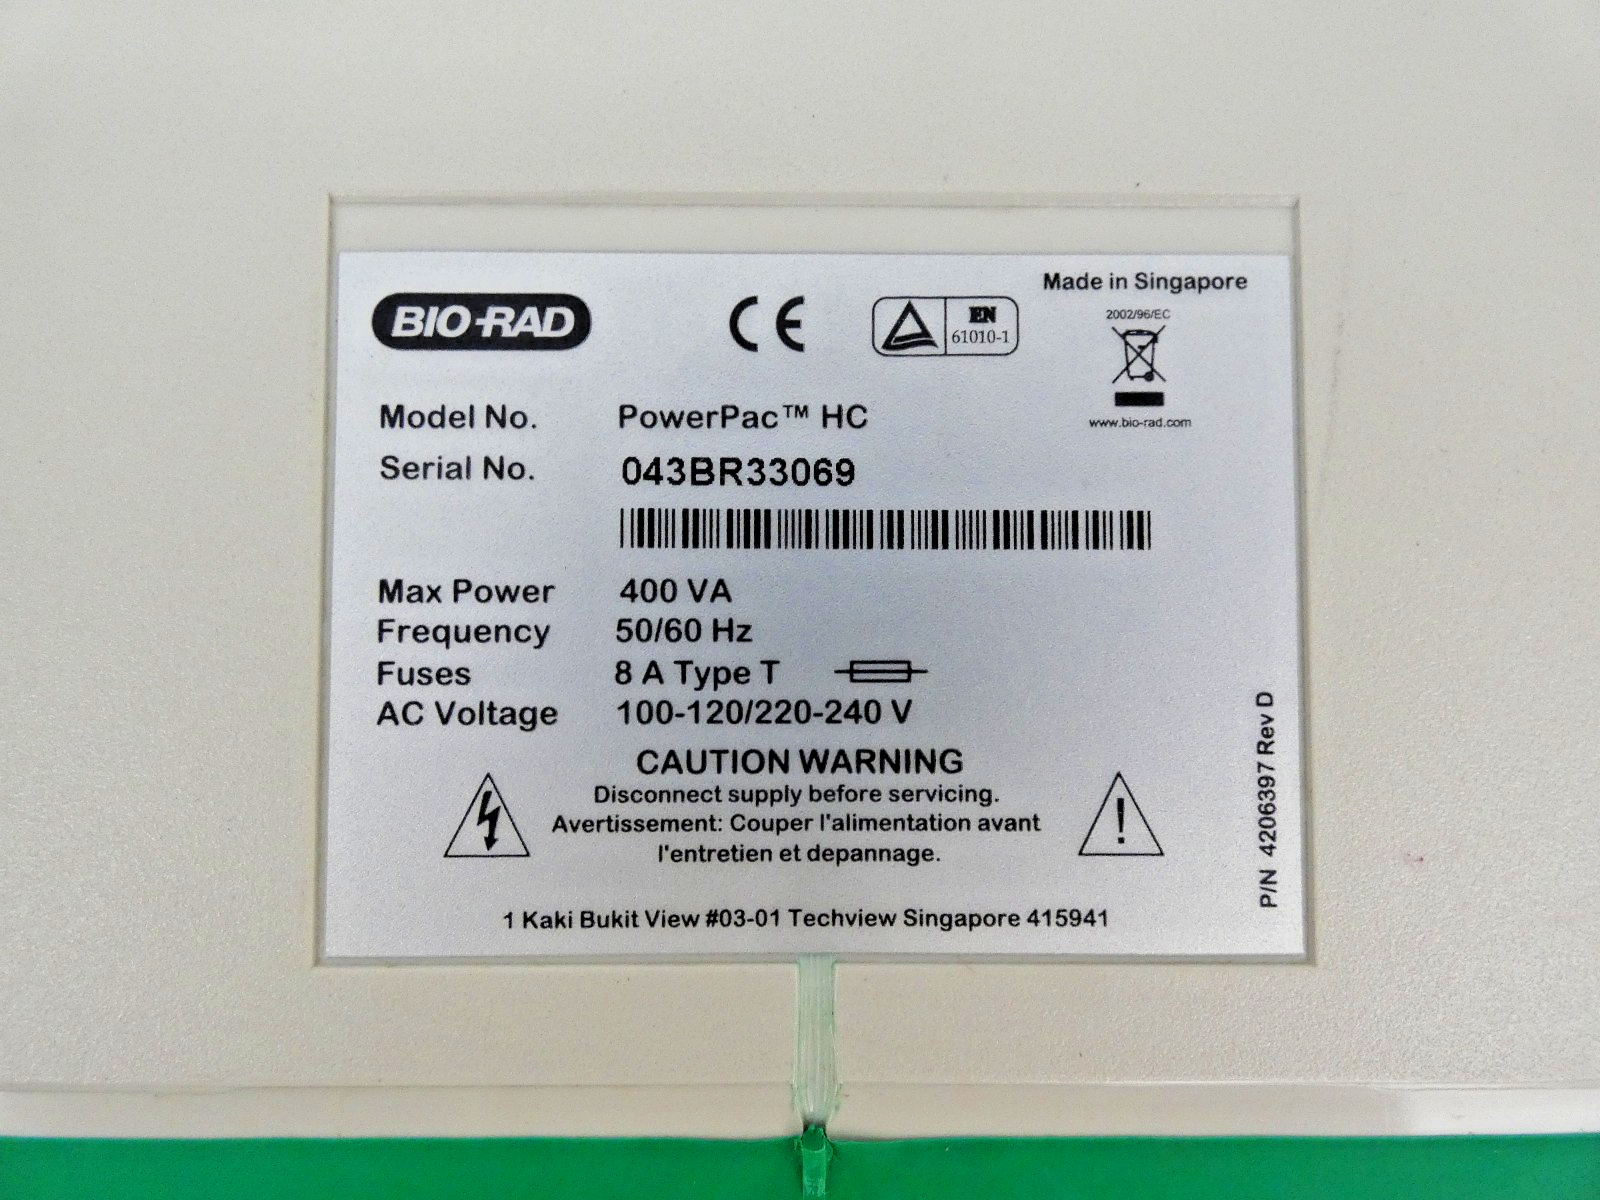 BIO-RAD
CE
EN
61010-1
Made in Singapore
2002/96/EC
www.bio-rad.com
Model No. PowerPac™ HC
Serial No. 043BR33069
Max Power 400 VA
Frequency 50/60 Hz
Fuses 8 A Type T
AC Voltage 100-120/220-240 V
CAUTION WARNING
Disconnect supply before servicing.
Avertissement: Couper l'alimentation avant
l'entretien et depannage.
1 Kaki Bukit View #03-01 Techview Singapore 415941
P/N 4206397 Rev D